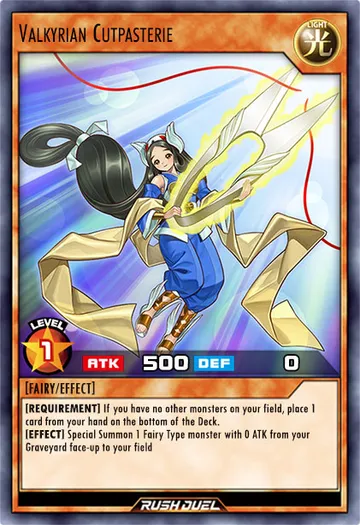 VALKYRIAN CUTPASTERIE
LIGHT
光
LEVEL
1
ATK 500 DEF 0
[FAIRY/EFFECT]
[REQUIREMENT] If you have no other monsters on your field, place 1
card from your hand on the bottom of the Deck.
[EFFECT] Special Summon 1 Fairy Type monster with 0 ATK from your
Graveyard face-up to your field
RUSH DUEL